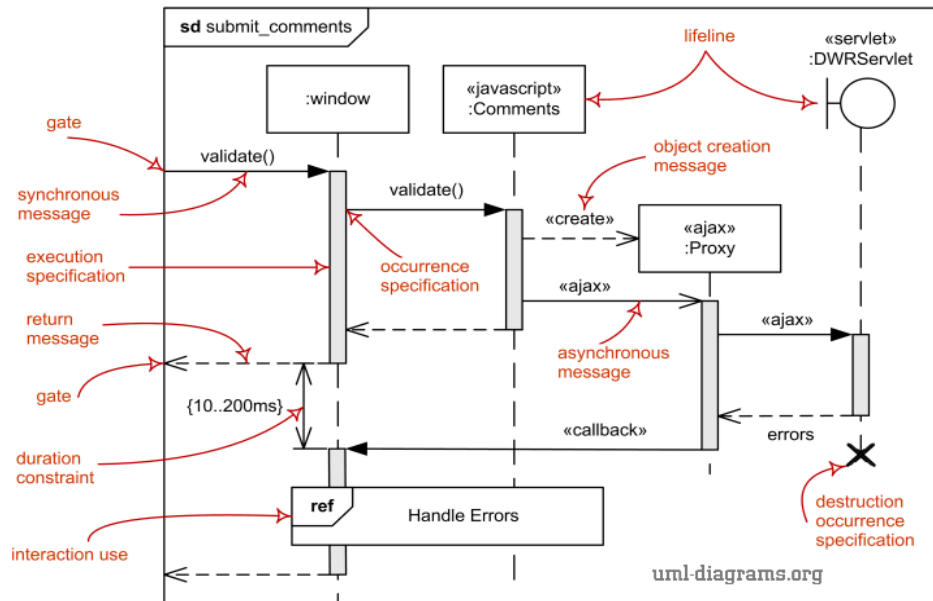 sd submit_comments
lifeline
«servlet»
:DWRServlet
:window
«javascript»
:Comments
gate
validate()
object creation
message
synchronous
message
validate()
«create»
«ajax»
:Proxy
execution
specification
occurrence
specification
«ajax»
return
message
«ajax»
asynchronous
message
gate
{10..200ms}
«callback»
errors
duration
constraint
ref
Handle Errors
destruction
occurrence
specification
interaction use
uml-diagrams.org